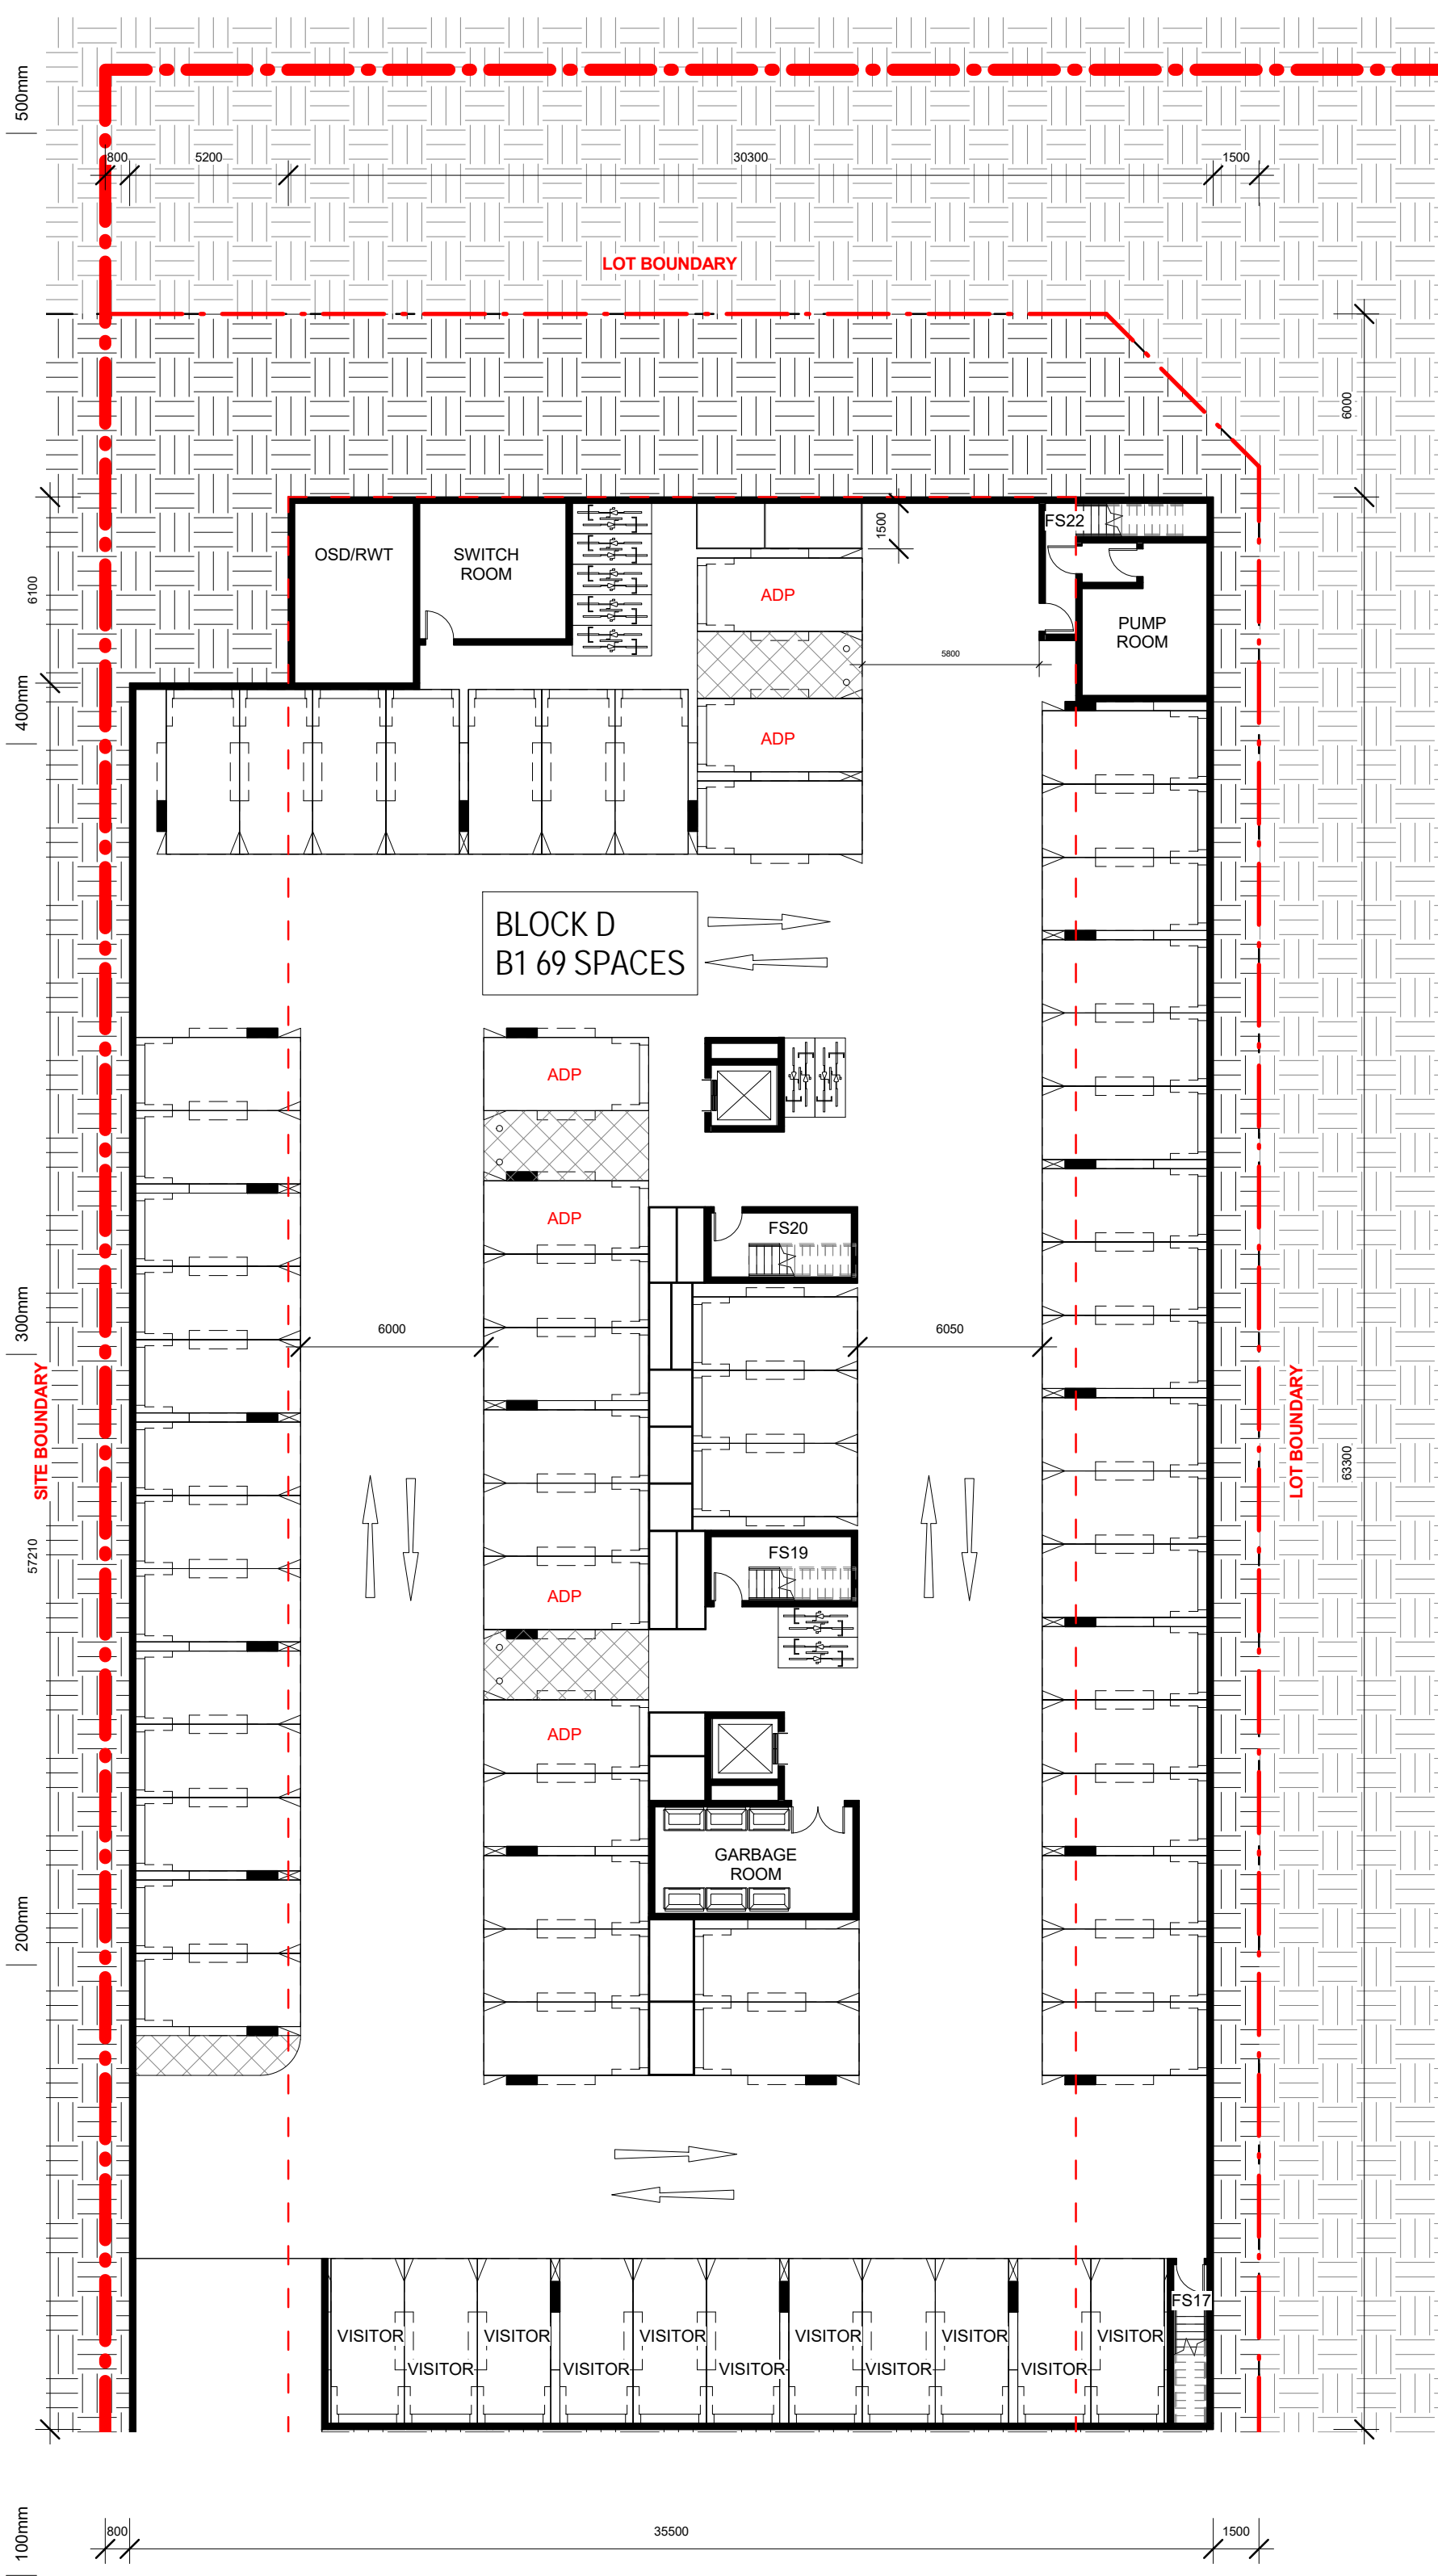 500mm
800
5200
30300
1500
LOT BOUNDARY
6000
1500
FS22
OSD/RWT
SWITCH
ROOM
6100
ADP
PUMP
ROOM
5800
400mm
ADP
BLOCK D
B1 69 SPACES
ADP
ADP
FS20
300mm
6000
6050
SITE BOUNDARY
LOT BOUNDARY
63300
57210
FS19
ADP
ADP
GARBAGE
ROOM
200mm
FS17
VISITOR
VISITOR
VISITOR
VISITOR
VISITOR
VISITOR
VISITOR
VISITOR
VISITOR
VISITOR
VISITOR
100mm
800
35500
1500